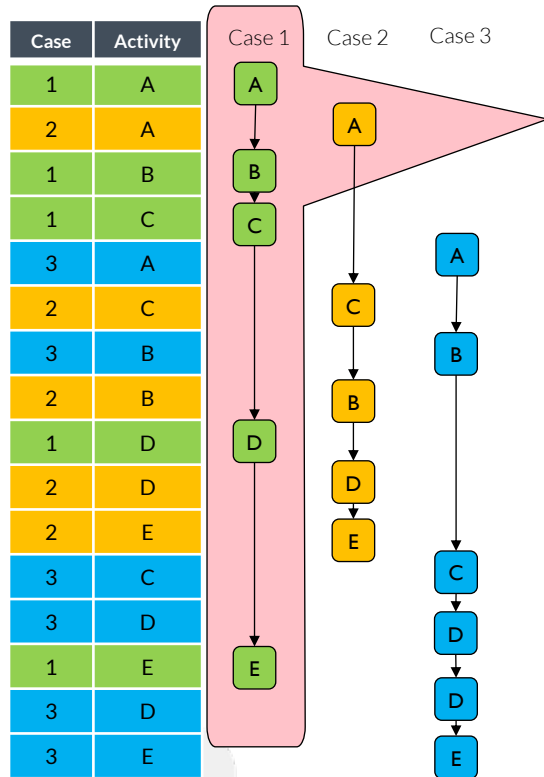 Case Activity
1 A
2 A
1 B
1 C
3 A
2 C
3 B
2 B
1 D
2 D
2 E
3 C
3 D
1 E
3 D
3 E
Case 1
A
B
C
D
E
Case 2
A
C
B
D
E
Case 3
A
B
C
D
D
E